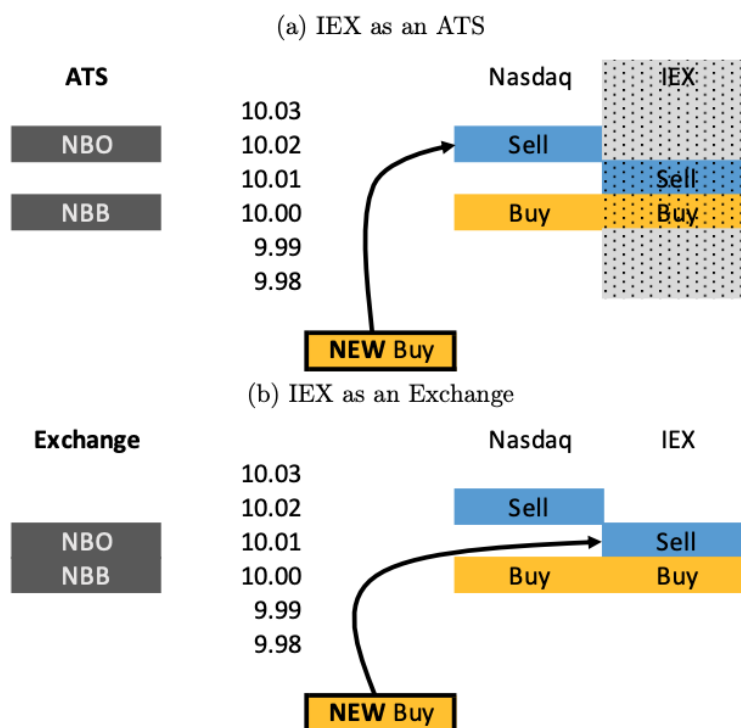 (a) IEX as an ATS
ATS Nasdaq IEX
10.03
NBO 10.02 Sell
10.01 Sell
NBB 10.00 Buy Buy
9.99
9.98
NEW Buy
(b) IEX as an Exchange
Exchange Nasdaq IEX
10.03
10.02 Sell
NBO 10.01 Sell
NBB 10.00 Buy Buy
9.99
9.98
NEW Buy